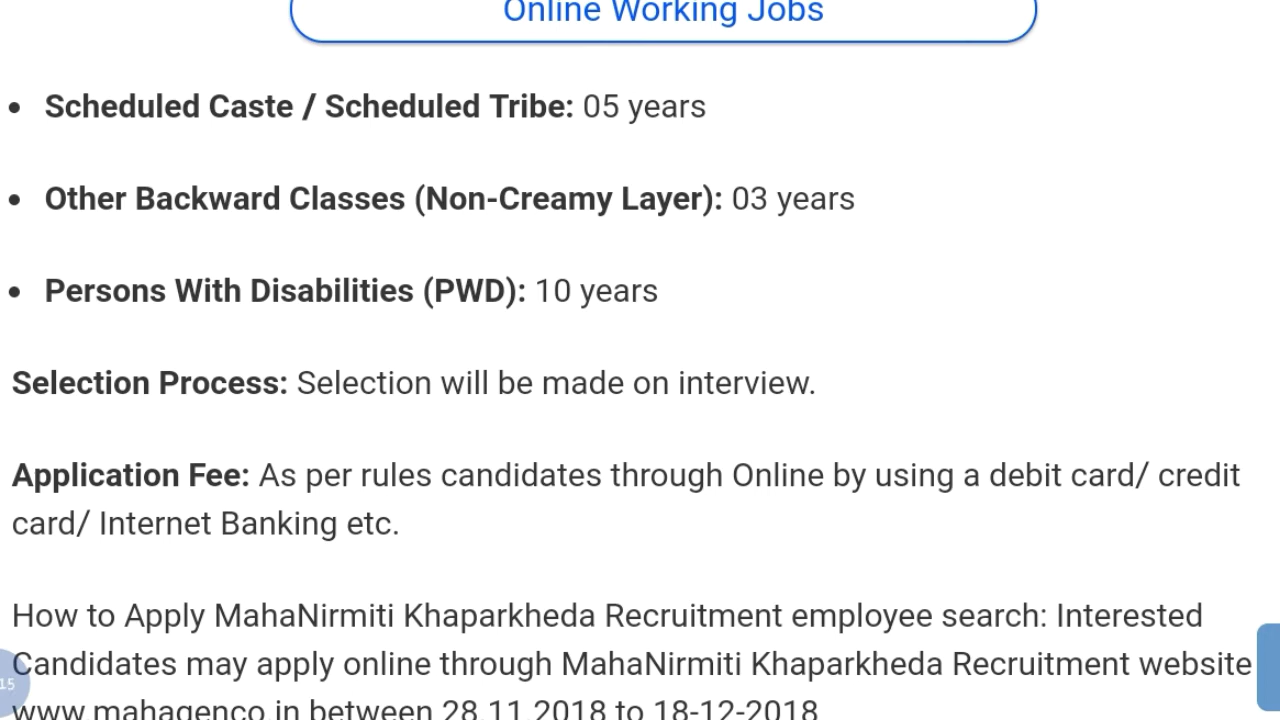 Online Working Jobs
• Scheduled Caste / Scheduled Tribe: 05 years
• Other Backward Classes (Non-Creamy Layer): 03 years
• Persons With Disabilities (PWD): 10 years
Selection Process: Selection will be made on interview.
Application Fee: As per rules candidates through Online by using a debit card/ credit
card/ Internet Banking etc.
How to Apply MahaNirmiti Khaparkheda Recruitment employee search: Interested
Candidates may apply online through MahaNirmiti Khaparkheda Recruitment website
15
www.mahagenco.in between 28.11.2018 to 18-12-2018